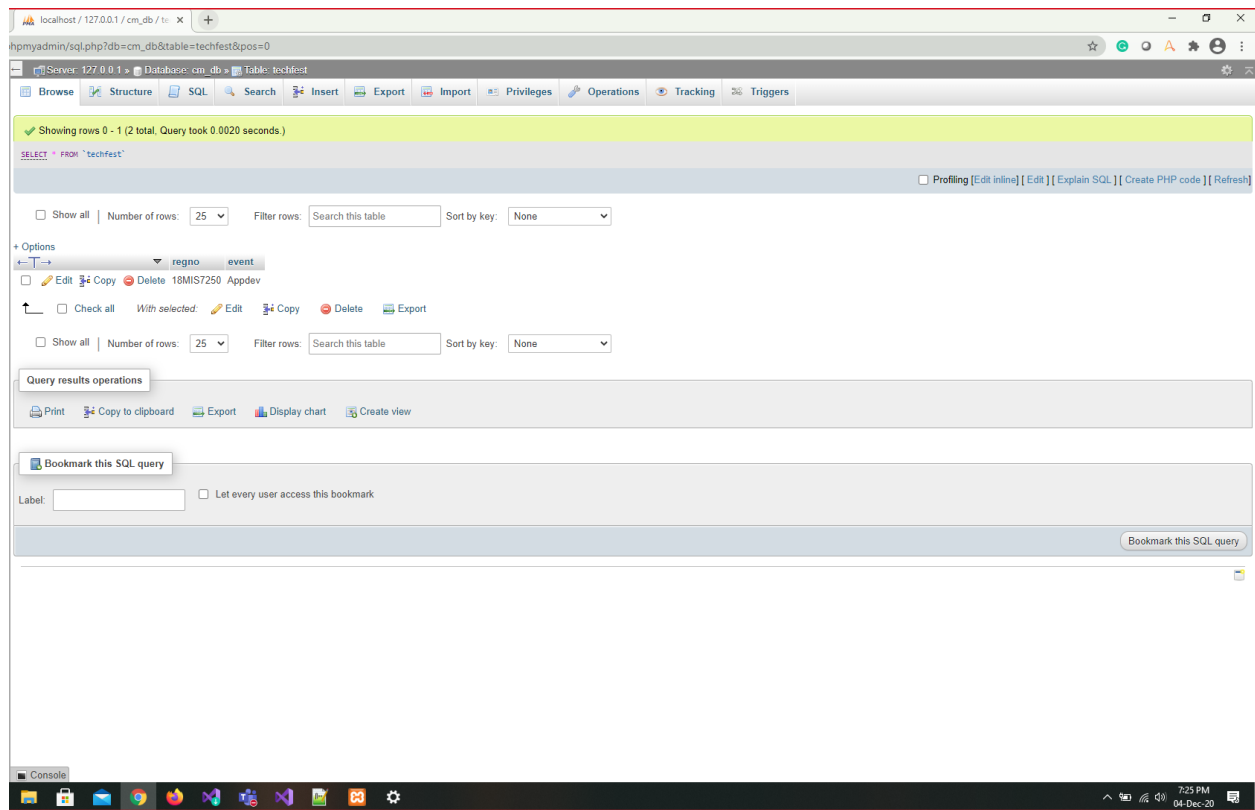 localhost / 127.0.0.1 / cm_db / te
hpmyadmin/sql.php?db=cm_db&table=techfest&pos=0
Server: 127.0.0.1 » Database: cm_db » Table: techfest
Browse Structure SQL Search Insert Export Import Privileges Operations Tracking Triggers
Showing rows 0 - 1 (2 total, Query took 0.0020 seconds.)
SELECT * FROM `techfest`
Profiling [Edit inline] [ Edit ] [ Explain SQL ] [ Create PHP code ] [ Refresh]
Show all | Number of rows: 25 Filter rows: Search this table Sort by key: None
+ Options
←T→ regno event
Edit Copy Delete 18MIS7250 Appdev
Check all With selected: Edit Copy Delete Export
Show all | Number of rows: 25 Filter rows: Search this table Sort by key: None
Query results operations
Print Copy to clipboard Export Display chart Create view
Bookmark this SQL query
Label: Let every user access this bookmark
Bookmark this SQL query
Console
7:25 PM
04-Dec-20